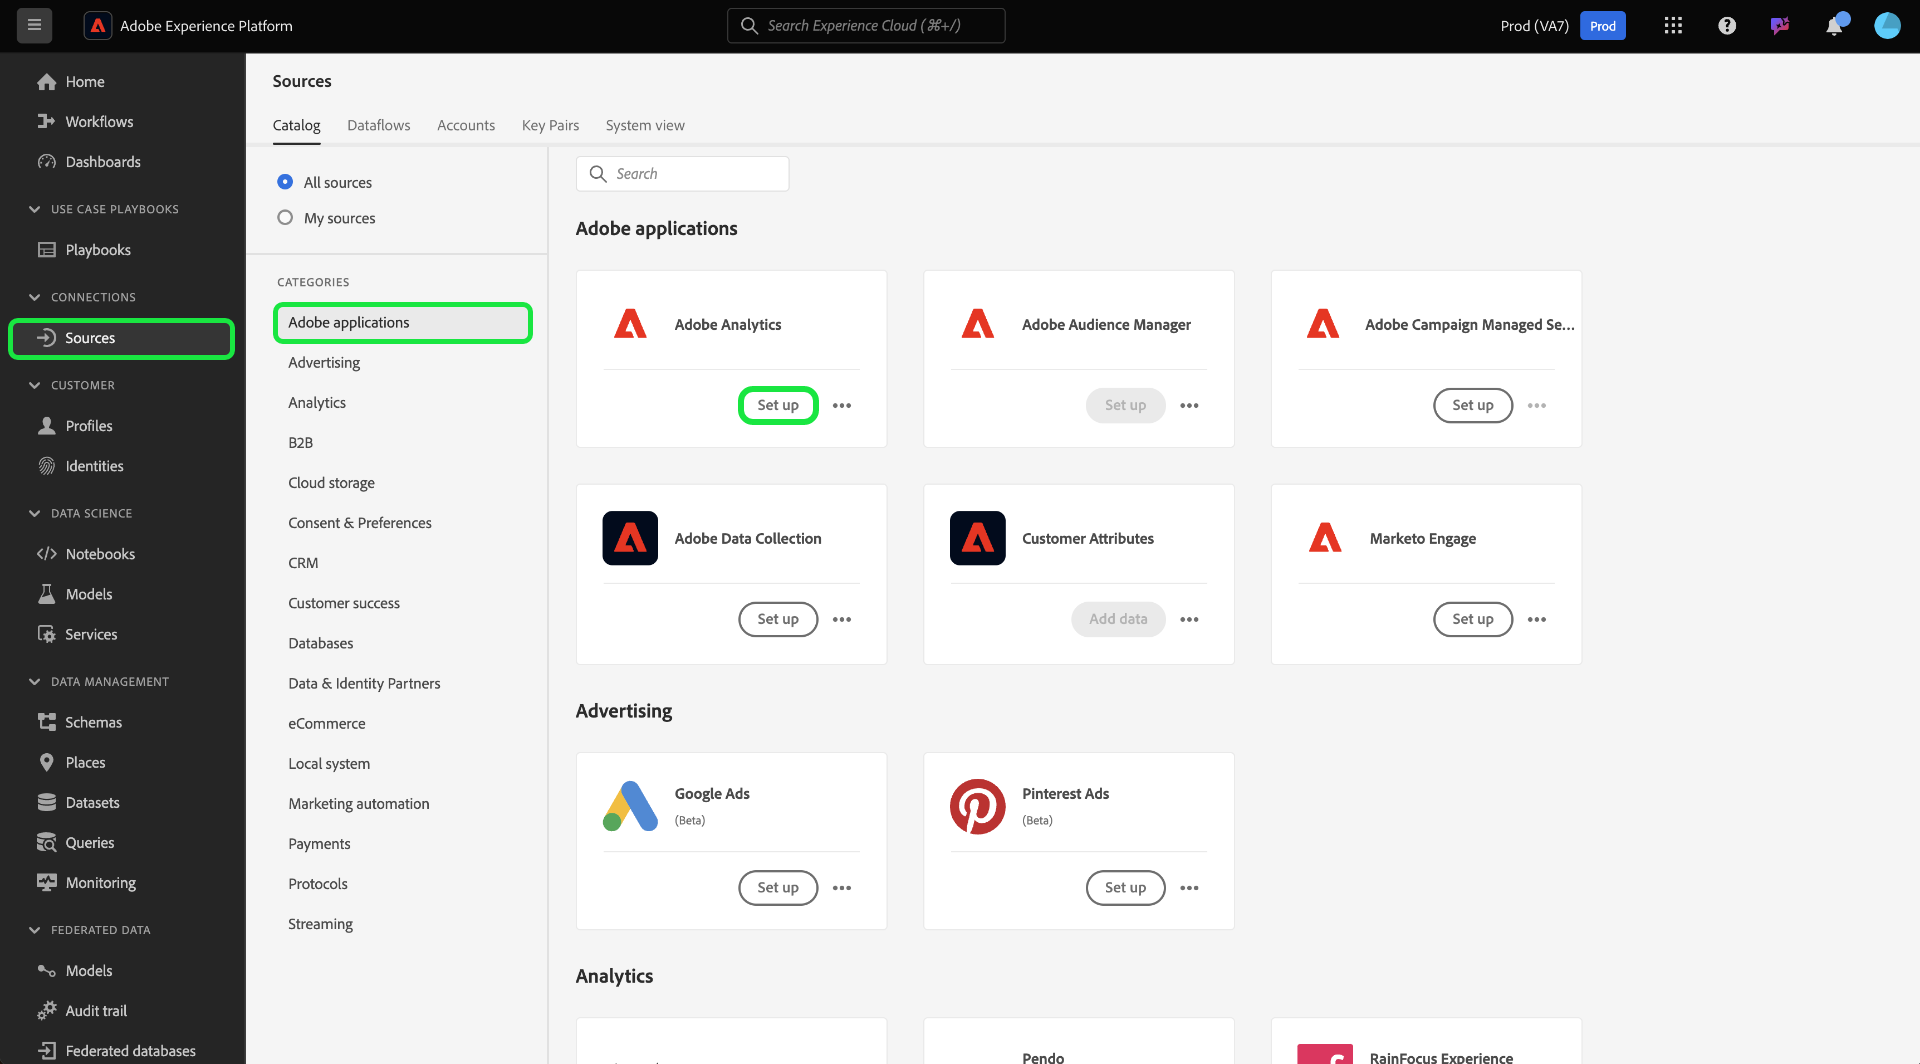 Adobe Experience Platform
Search Experience Cloud (⌘+/)
Prod (VA7)
Prod
Home
Workflows
Dashboards
USE CASE PLAYBOOKS
Playbooks
CONNECTIONS
Sources
CUSTOMER
Profiles
Identities
DATA SCIENCE
Notebooks
Models
Services
DATA MANAGEMENT
Schemas
Places
Datasets
Queries
Monitoring
FEDERATED DATA
Models
Audit trail
Federated databases
Sources
Catalog Dataflows Accounts Key Pairs System view
All sources
My sources
CATEGORIES
Adobe applications
Advertising
Analytics
B2B
Cloud storage
Consent & Preferences
CRM
Customer success
Databases
Data & Identity Partners
eCommerce
Local system
Marketing automation
Payments
Protocols
Streaming
Search
Adobe applications
Adobe Analytics
Set up
Adobe Audience Manager
Set up
Adobe Campaign Managed Se...
Set up
Adobe Data Collection
Set up
Customer Attributes
Add data
Marketo Engage
Set up
Advertising
Google Ads
(Beta)
Set up
Pinterest Ads
(Beta)
Set up
Analytics
Pendo
RainFocus Experience